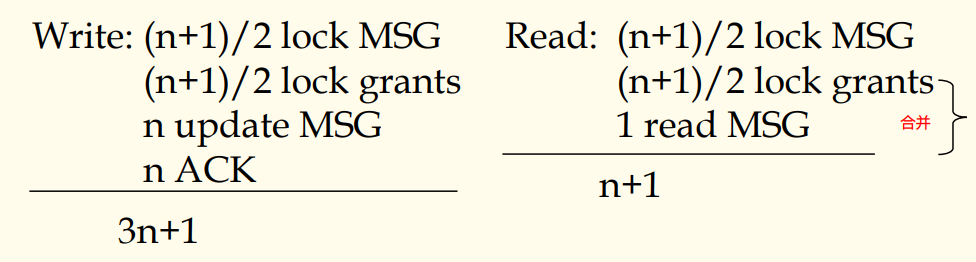 Write: (n+1)/2 lock MSG
(n+1)/2 lock grants
n update MSG
n ACK
3n+1
Read: (n+1)/2 lock MSG
(n+1)/2 lock grants
1 read MSG
合并
n+1